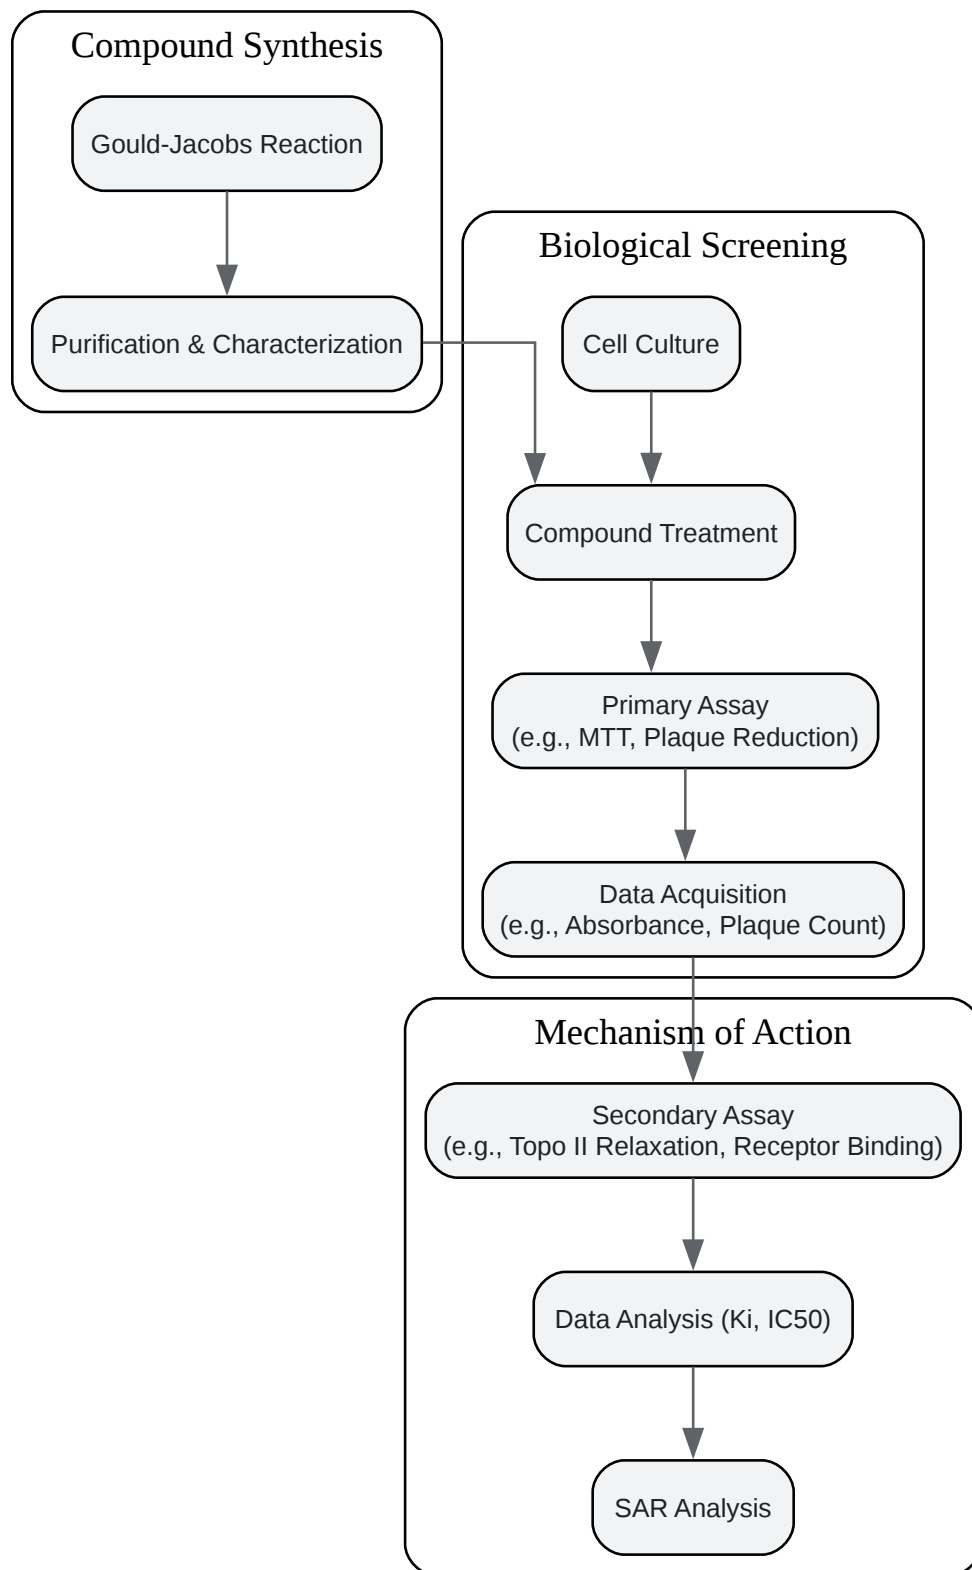 Compound Synthesis
Gould-Jacobs Reaction
Purification & Characterization
Biological Screening
Cell Culture
Compound Treatment
Primary Assay
(e.g., MTT, Plaque Reduction)
Data Acquisition
(e.g., Absorbance, Plaque Count)
Mechanism of Action
Secondary Assay
(e.g., Topo II Relaxation, Receptor Binding)
Data Analysis (Ki, IC50)
SAR Analysis